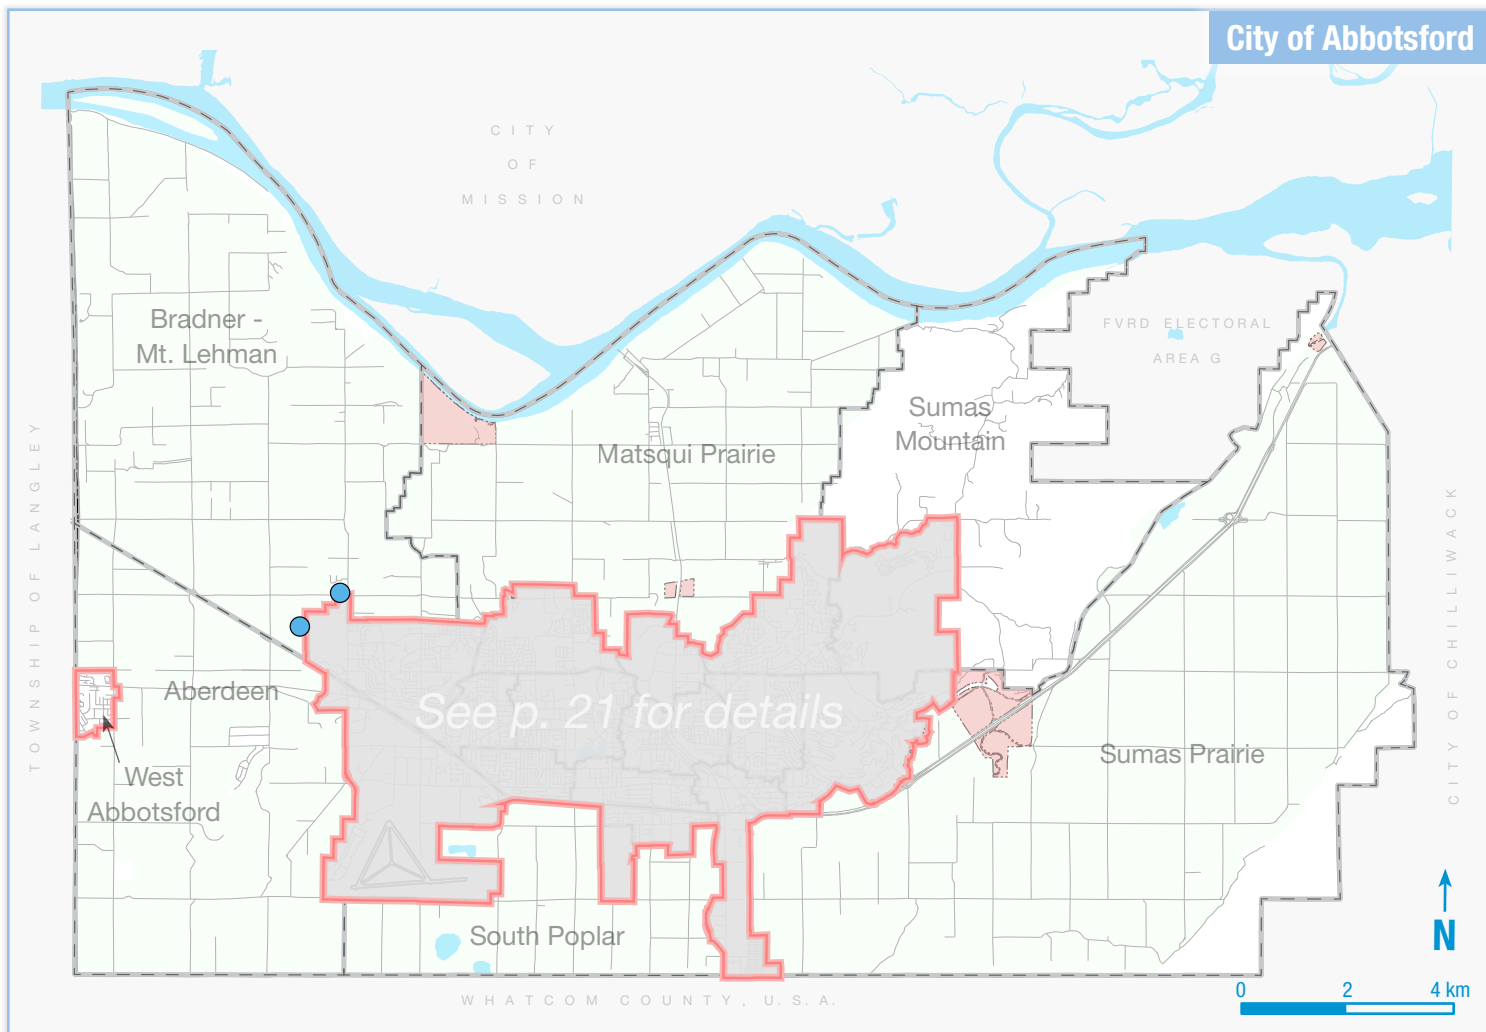 City of Abbotsford
CITY
OF
MISSION
Bradner -
Mt. Lehman
FVRD ELECTORAL
AREA G
Sumas
Mountain
Matsqui Prairie
TOWNSHIP OF LANGLEY
CITY OF CHILLIWACK
Aberdeen
See p. 21 for details
West
Abbotsford
Sumas Prairie
South Poplar
N
WHATCOM COUNTY, U.S.A.
0 2 4 km